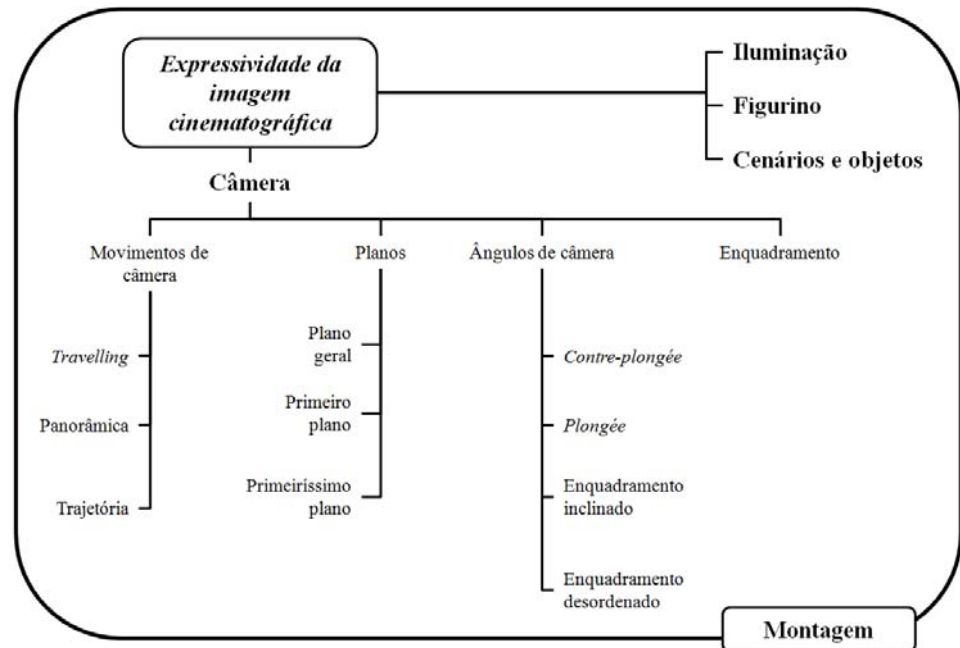 Expressividade da
imagem
cinematográfica
Iluminação
Figurino
Cenários e objetos
Câmera
Movimentos de
câmera
Planos
Ângulos de câmera
Enquadramento
Travelling
Panorâmica
Trajetória
Plano
geral
Primeiro
plano
Primeiríssimo
plano
Contre-plongée
Plongée
Enquadramento
inclinado
Enquadramento
desordenado
Montagem